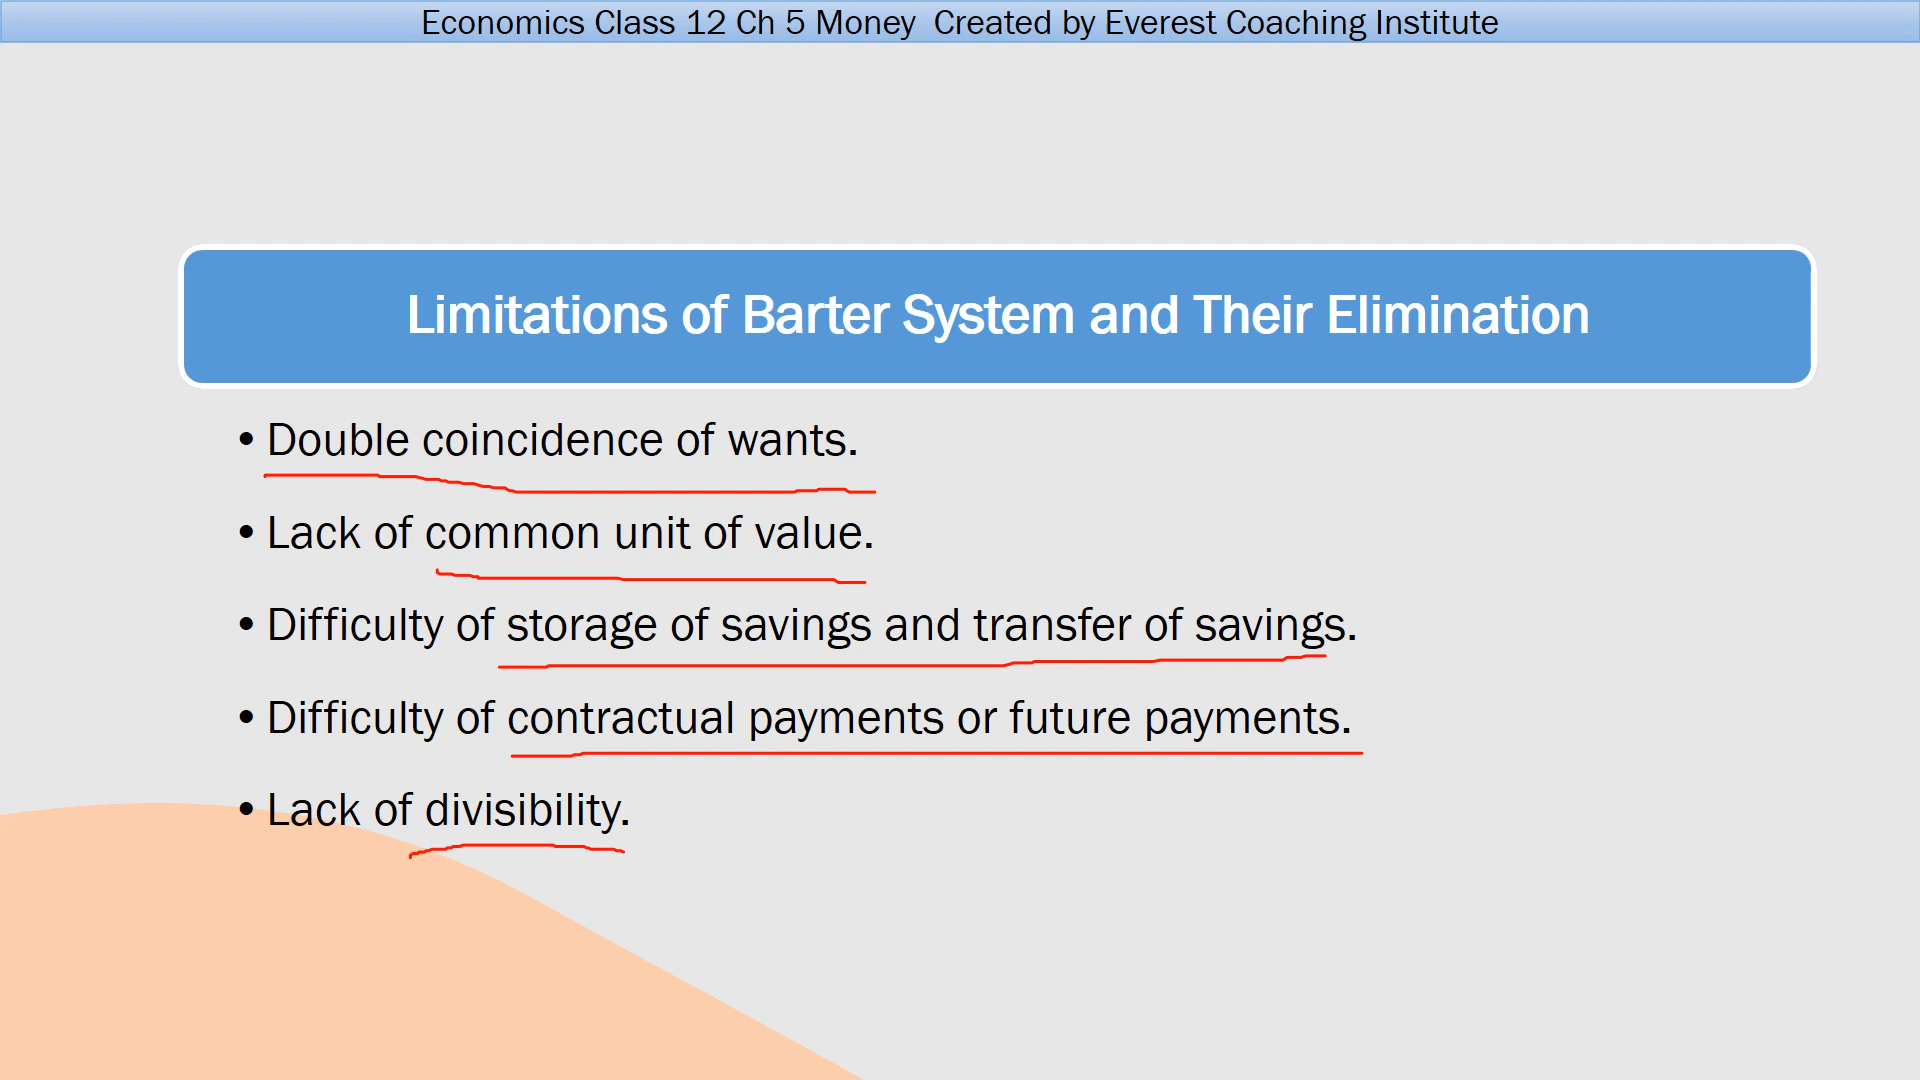 Economics Class 12 Ch 5 Money  Created by Everest Coaching Institute
Limitations of Barter System and Their Elimination
• Double coincidence of wants.
• Lack of common unit of value.
• Difficulty of storage of savings and transfer of savings.
• Difficulty of contractual payments or future payments.
• Lack of divisibility.